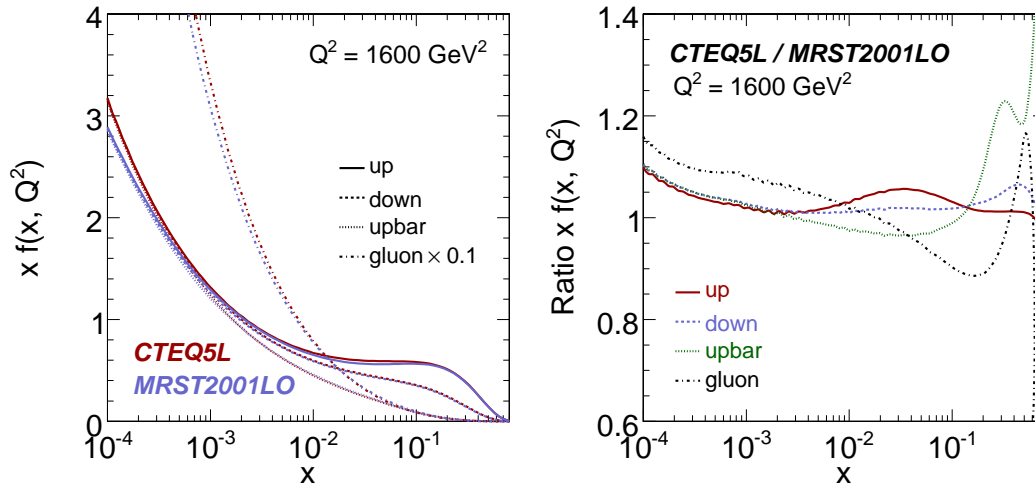 x f(x, Q²)
4
3
2
1
0
Q² = 1600 GeV²
up
down
upbar
gluon × 0.1
CTEQ5L
MRST2001LO
10⁻⁴ 10⁻³ 10⁻² 10⁻¹
x
Ratio x f(x, Q²)
1.4
1.2
1
0.8
0.6
CTEQ5L / MRST2001LO
Q² = 1600 GeV²
up
down
upbar
gluon
10⁻⁴ 10⁻³ 10⁻² 10⁻¹
x